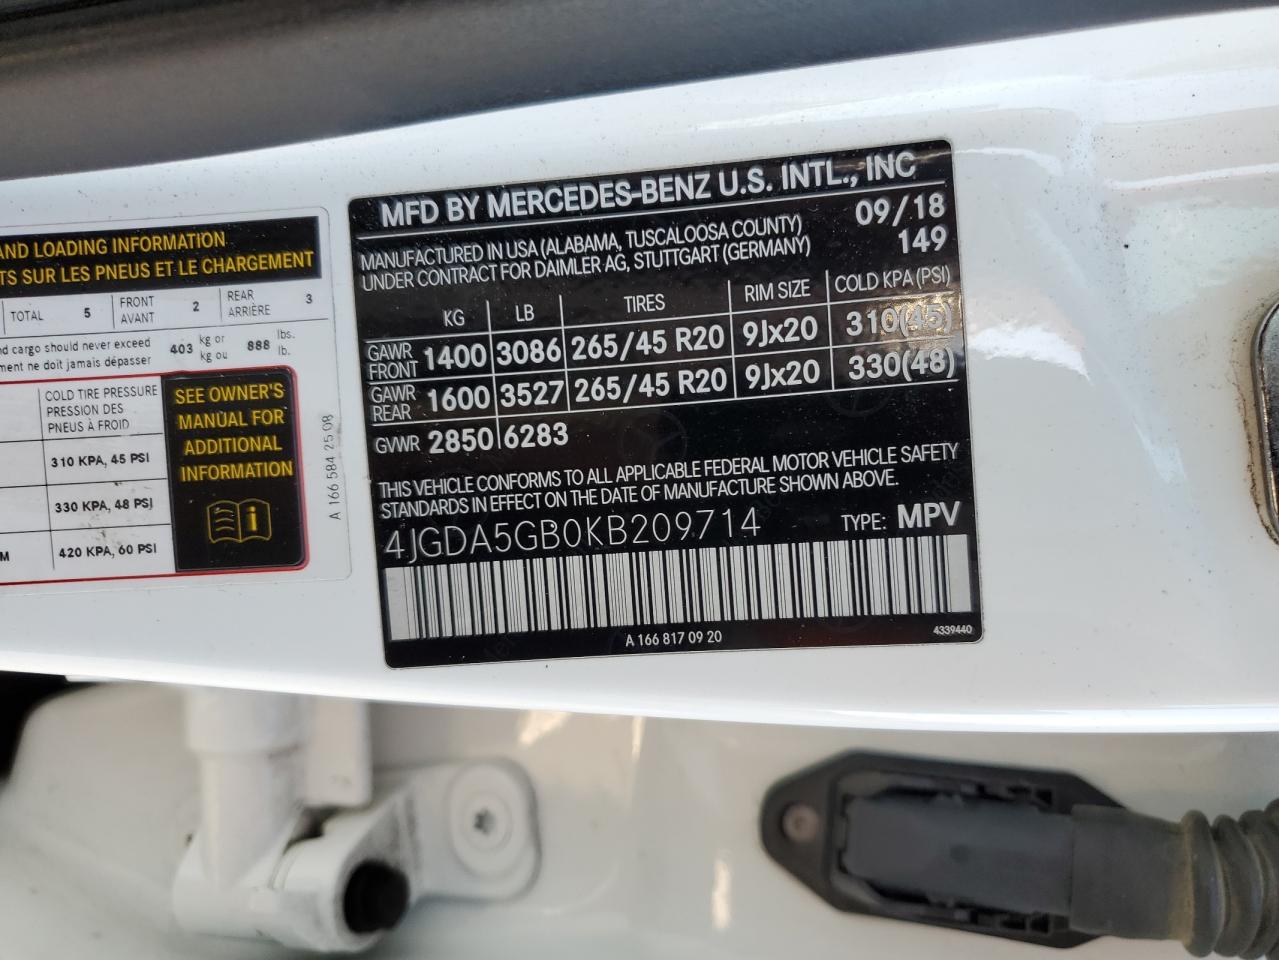 AND LOADING INFORMATION
TS SUR LES PNEUS ET LE CHARGEMENT
TOTAL 5 FRONT AVANT 2 REAR ARRIÈRE 3
nd cargo should never exceed 403 kg or 888 lbs.
ment ne doit jamais dépasser kg ou lb.
COLD TIRE PRESSURE
PRESSION DES
PNEUS À FROID
310 KPA, 45 PSI
330 KPA, 48 PSI
M 420 KPA, 60 PSI
SEE OWNER'S
MANUAL FOR
ADDITIONAL
INFORMATION
A 166 584 25 08
MFD BY MERCEDES-BENZ U.S. INTL., INC
MANUFACTURED IN USA (ALABAMA, TUSCALOOSA COUNTY) 09/18
UNDER CONTRACT FOR DAIMLER AG, STUTTGART (GERMANY) 149
KG LB TIRES RIM SIZE COLD KPA (PSI)
GAWR FRONT 1400 3086 265/45 R20 9Jx20 310(45)
GAWR REAR 1600 3527 265/45 R20 9Jx20 330(48)
GVWR 2850 6283
THIS VEHICLE CONFORMS TO ALL APPLICABLE FEDERAL MOTOR VEHICLE SAFETY
STANDARDS IN EFFECT ON THE DATE OF MANUFACTURE SHOWN ABOVE.
4JGDA5GB0KB209714 TYPE: MPV
A 166 817 09 20 4339440